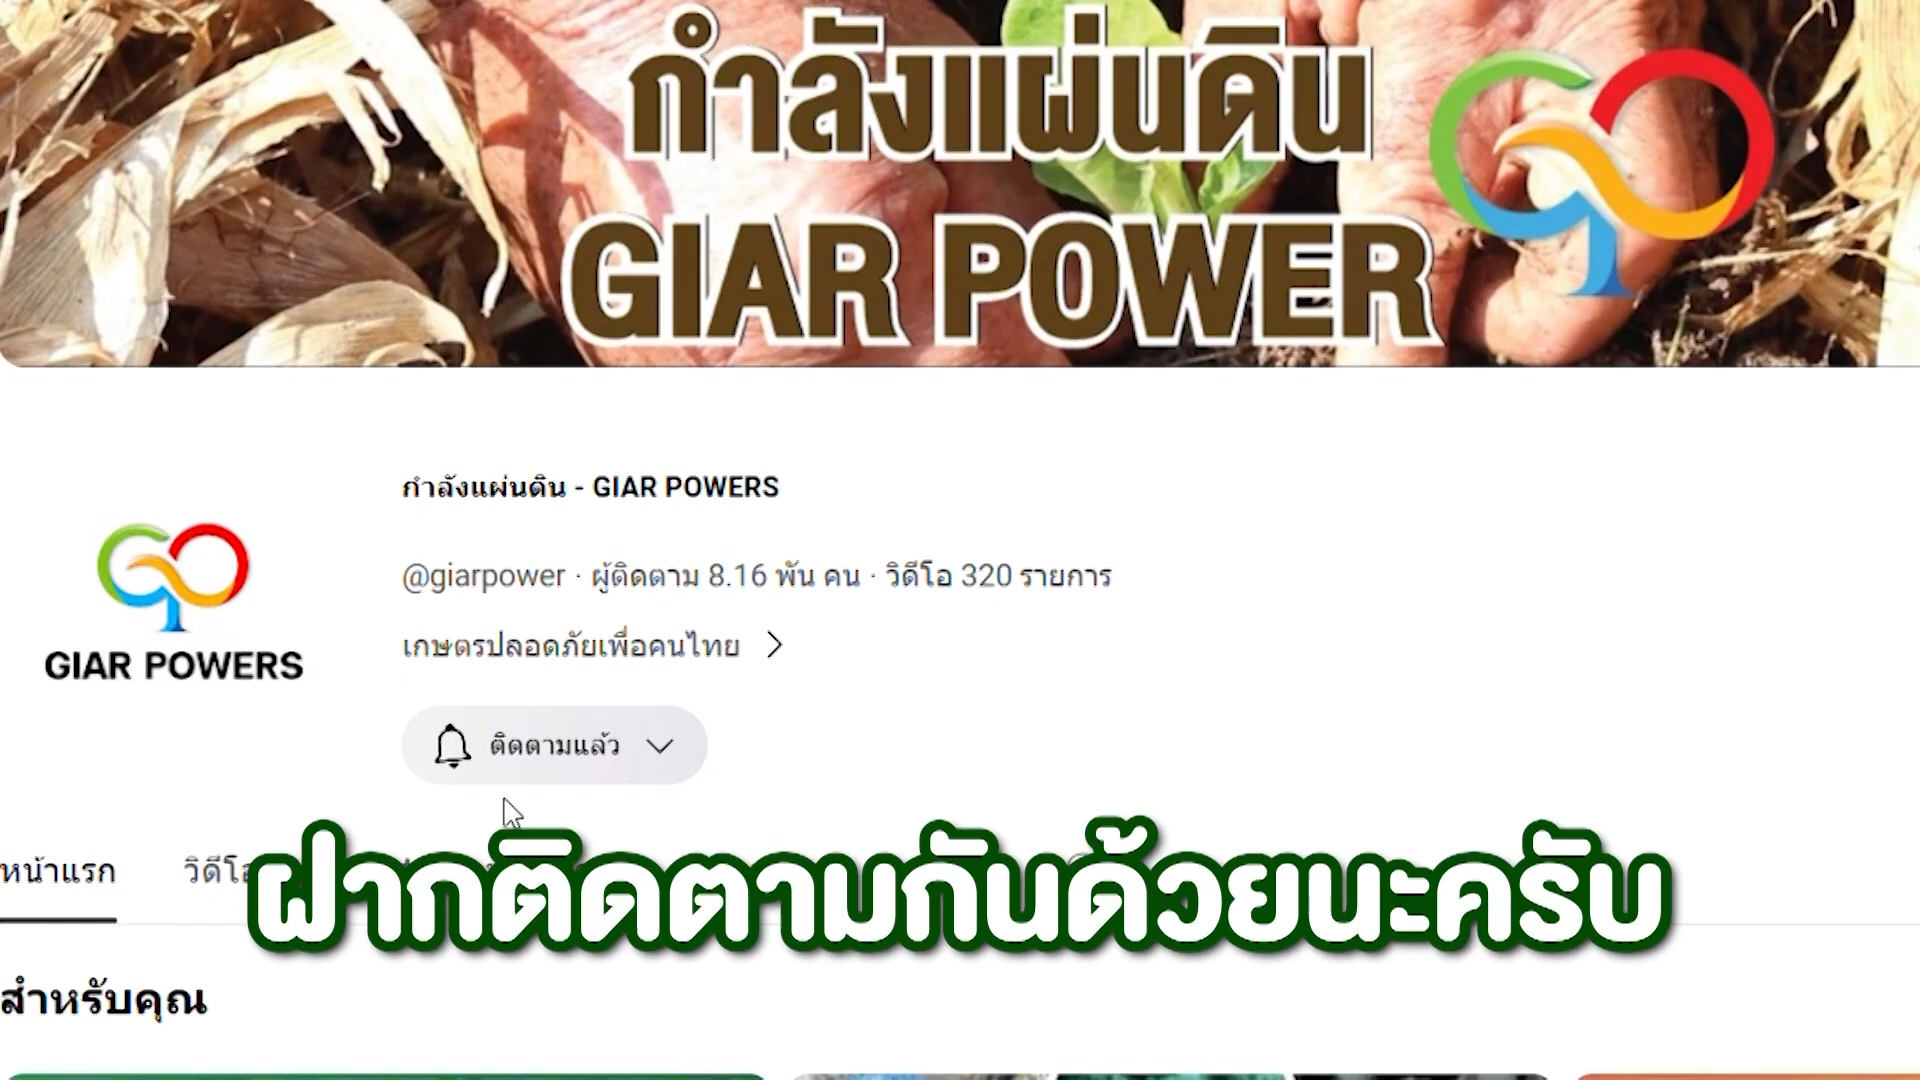 กำลังแผ่นดิน
GIAR POWER
กำลังแผ่นดิน - GIAR POWERS
@giarpower · ผู้ติดตาม 8.16 พัน คน · วิดีโอ 320 รายการ
GIAR POWERS
เกษตรปลอดภัยเพื่อคนไทย
ติดตามแล้ว
หน้าแรก
ฝากติดตามกันด้วยนะครับ
สำหรับคุณ